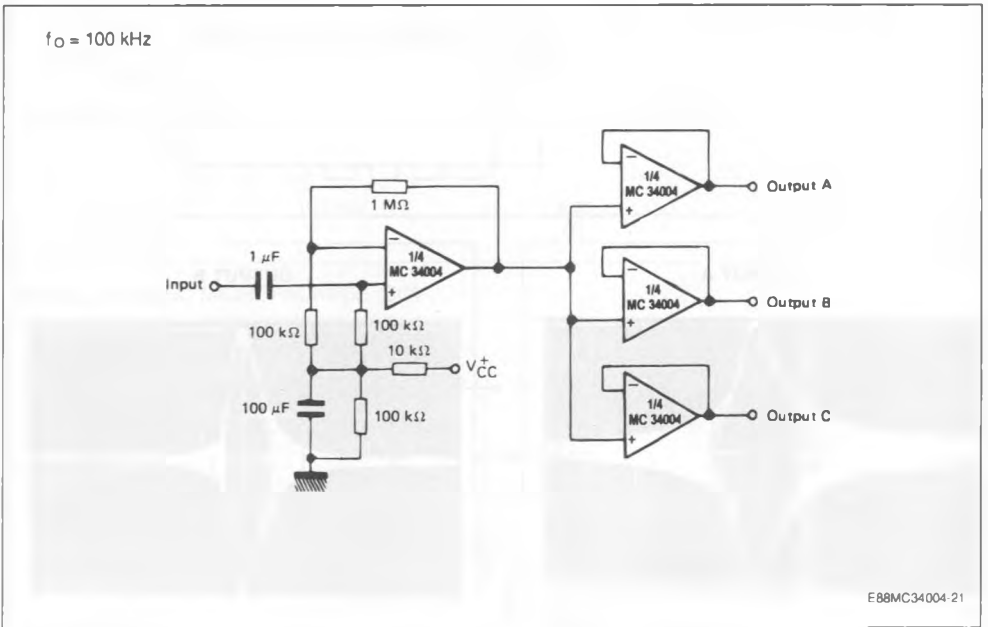 fO = 100 kHz
1/4
MC 34004
Output A
1 MΩ
1/4
MC 34004
1 µF
Input
1/4
MC 34004
Output B
100 kΩ
100 kΩ
10 kΩ
V+CC
100 µF
100 kΩ
1/4
MC 34004
Output C
E88MC34004-21